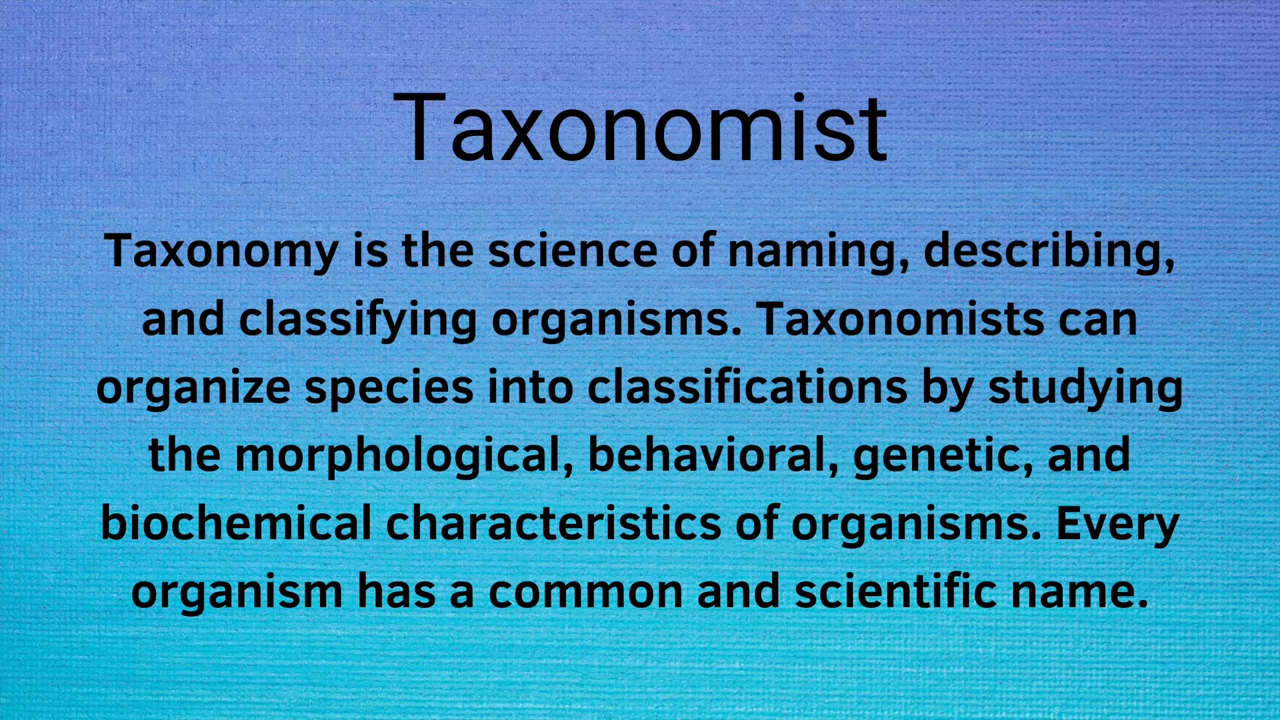 Taxonomist
Taxonomy is the science of naming, describing,
and classifying organisms. Taxonomists can
organize species into classifications by studying
the morphological, behavioral, genetic, and
biochemical characteristics of organisms. Every
organism has a common and scientific name.